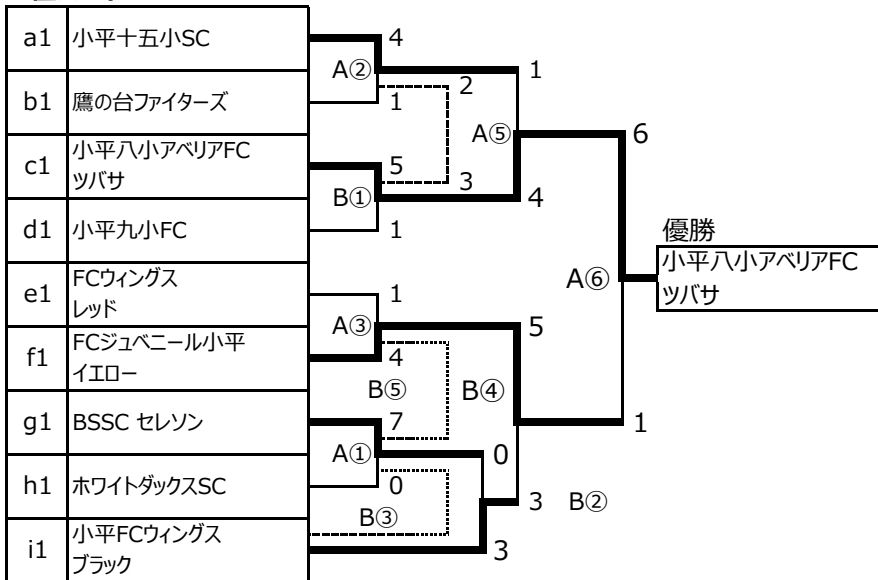 a1 小平十五小SC
b1 鷹の台ファイターズ
c1 小平八小アベリアFC
ツバサ
d1 小平九小FC
e1 FCウィングス
レッド
f1 FCジュベニール小平
イエロー
g1 BSSC セレソン
h1 ホワイトダックスSC
i1 小平FCウィングス
ブラック
4
A②
1
2
1
A⑤
5
3
B①
1
4
6
1
A③
4
5
B⑤
B④
7
A①
0
0
B③
3
3 B②
1
A⑥
優勝
小平八小アベリアFC
ツバサ